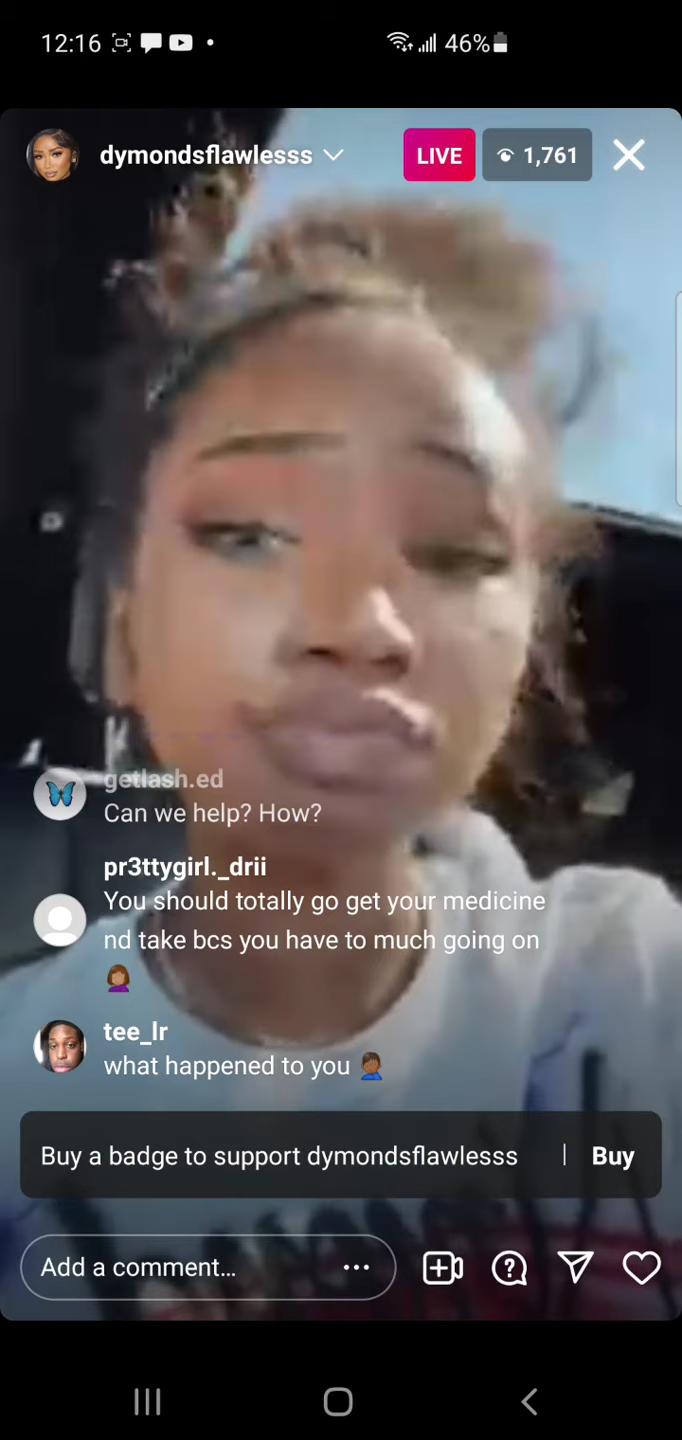 12:16 46%
dymondsflawlesss LIVE 1,761
getlash.ed
Can we help? How?
pr3ttygirl._drii
You should totally go get your medicine
nd take bcs you have to much going on
🤦🏽‍♀️
tee_lr
what happened to you 🤦🏾‍♂️
Buy a badge to support dymondsflawlesss | Buy
Add a comment...